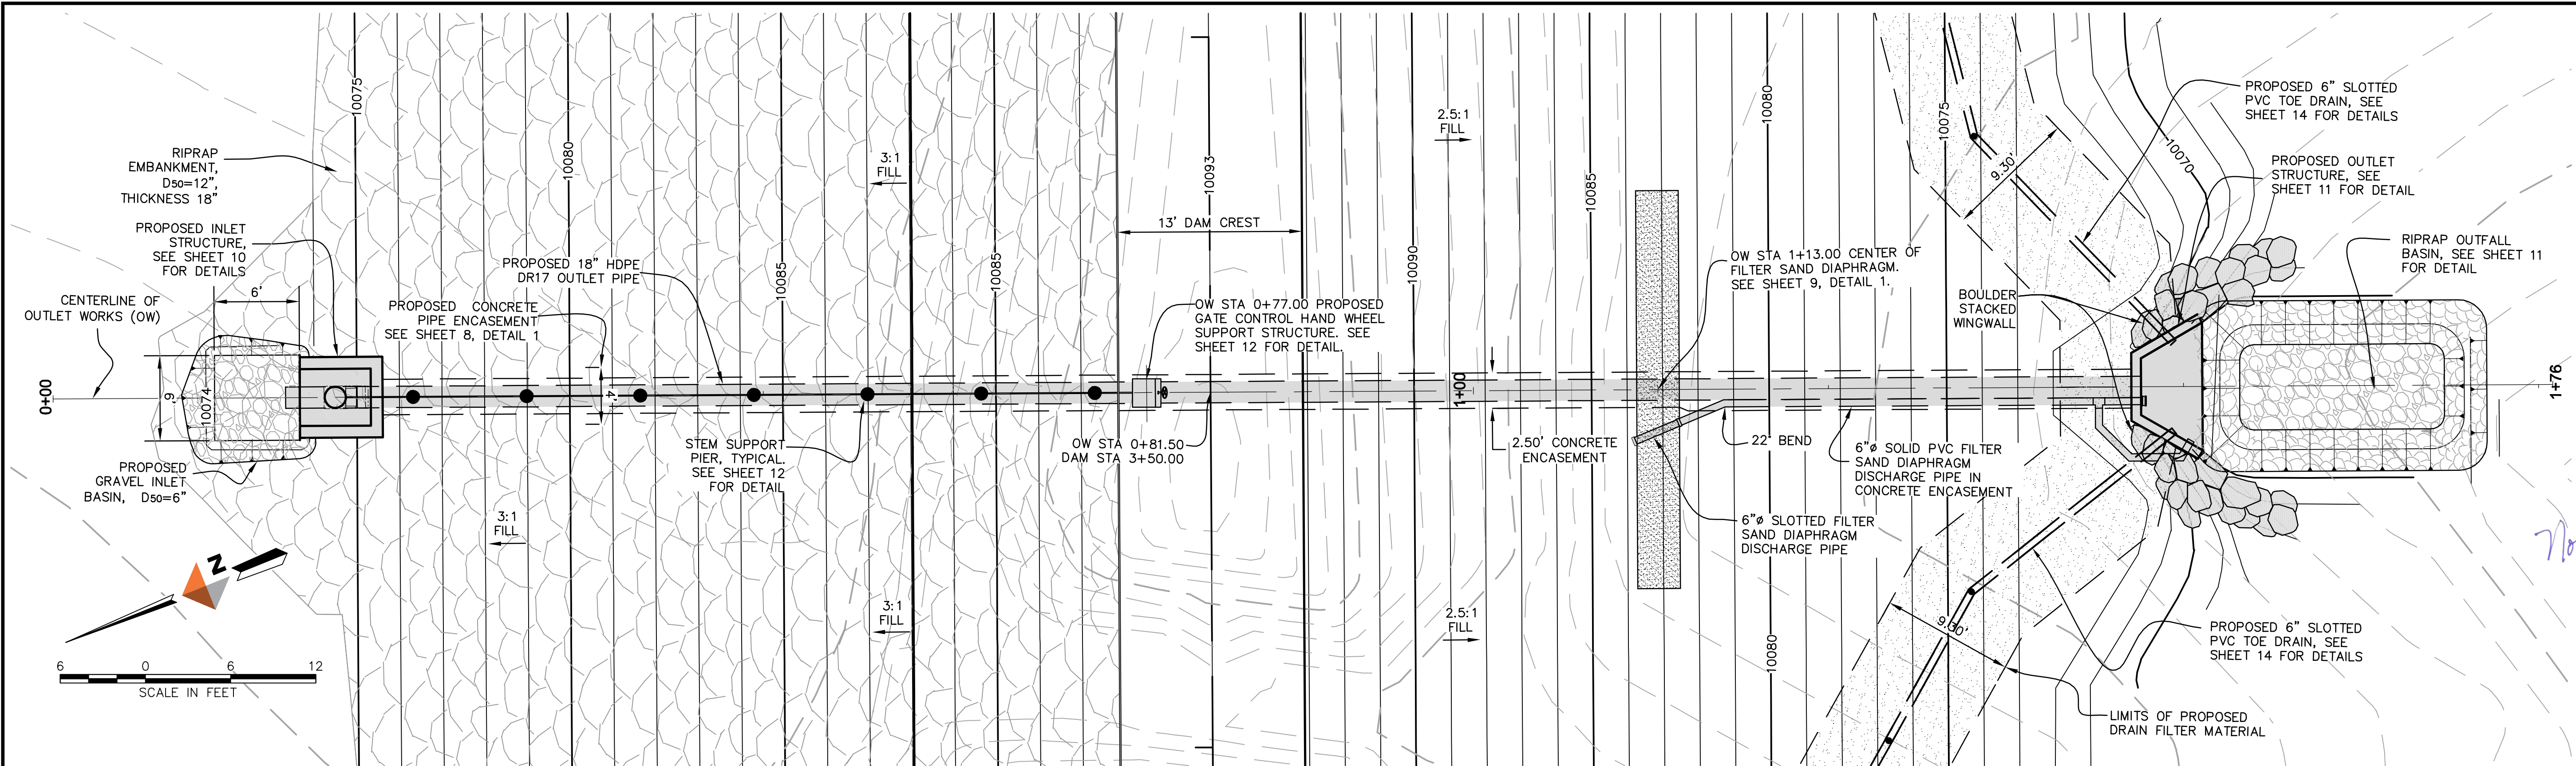 RIPRAP
EMBANKMENT,
D50=12",
THICKNESS 18"
PROPOSED INLET
STRUCTURE,
SEE SHEET 10
FOR DETAILS
CENTERLINE OF
OUTLET WORKS (OW)
0+00
6'
6'
10074
PROPOSED
GRAVEL INLET
BASIN, D50=6"
N
6 0 6 12
SCALE IN FEET
10075
10080
PROPOSED 18" HDPE
DR17 OUTLET PIPE
PROPOSED CONCRETE
PIPE ENCASEMENT
SEE SHEET 8, DETAIL 1
4'
3:1
FILL
3:1
FILL
3:1
FILL
STEM SUPPORT
PIER, TYPICAL.
SEE SHEET 12
FOR DETAIL
10085
10085
13' DAM CREST
10093
OW STA 0+77.00 PROPOSED
GATE CONTROL HAND WHEEL
SUPPORT STRUCTURE. SEE
SHEET 12 FOR DETAIL.
OW STA 0+81.50
DAM STA 3+50.00
10090
2.5:1
FILL
2.5:1
FILL
1+00
2.50' CONCRETE
ENCASEMENT
10085
OW STA 1+13.00 CENTER OF
FILTER SAND DIAPHRAGM.
SEE SHEET 9, DETAIL 1.
22° BEND
6"ø SOLID PVC FILTER
SAND DIAPHRAGM
DISCHARGE PIPE IN
CONCRETE ENCASEMENT
6"ø SLOTTED FILTER
SAND DIAPHRAGM
DISCHARGE PIPE
10080
10080
10075
9.30'
9.30'
10070
PROPOSED 6" SLOTTED
PVC TOE DRAIN, SEE
SHEET 14 FOR DETAILS
PROPOSED OUTLET
STRUCTURE, SEE
SHEET 11 FOR DETAIL
BOULDER
STACKED
WINGWALL
RIPRAP OUTFALL
BASIN, SEE SHEET 11
FOR DETAIL
1+76
PROPOSED 6" SLOTTED
PVC TOE DRAIN, SEE
SHEET 14 FOR DETAILS
LIMITS OF PROPOSED
DRAIN FILTER MATERIAL